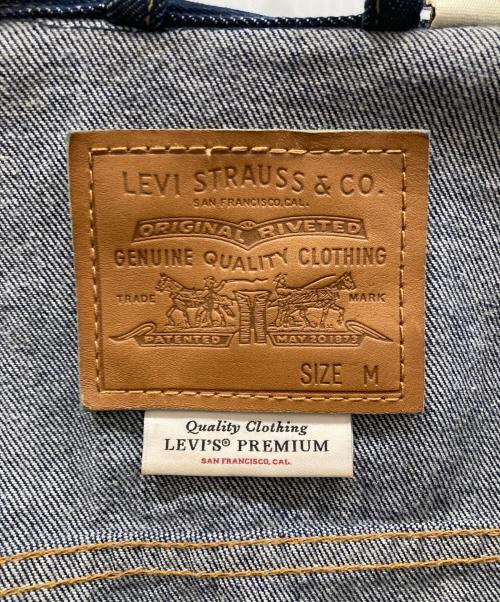 LEVI STRAUSS & CO.
SAN FRANCISCO, CAL.
ORIGINAL RIVETED
GENUINE QUALITY CLOTHING
TRADE MARK
PATENTED MAY 20 1873
SIZE M
Quality Clothing
LEVI'S® PREMIUM
SAN FRANCISCO, CAL.